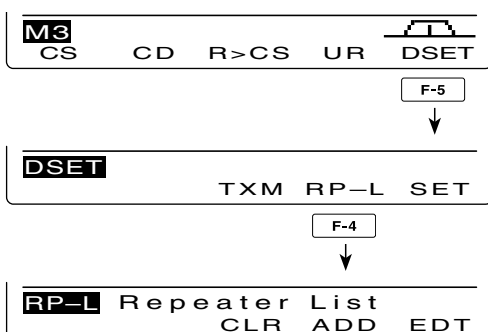 M3
CS CD R>CS UR DSET
F-5
DSET
TXM RP–L SET
F-4
RP–L Repeater List
CLR ADD EDT